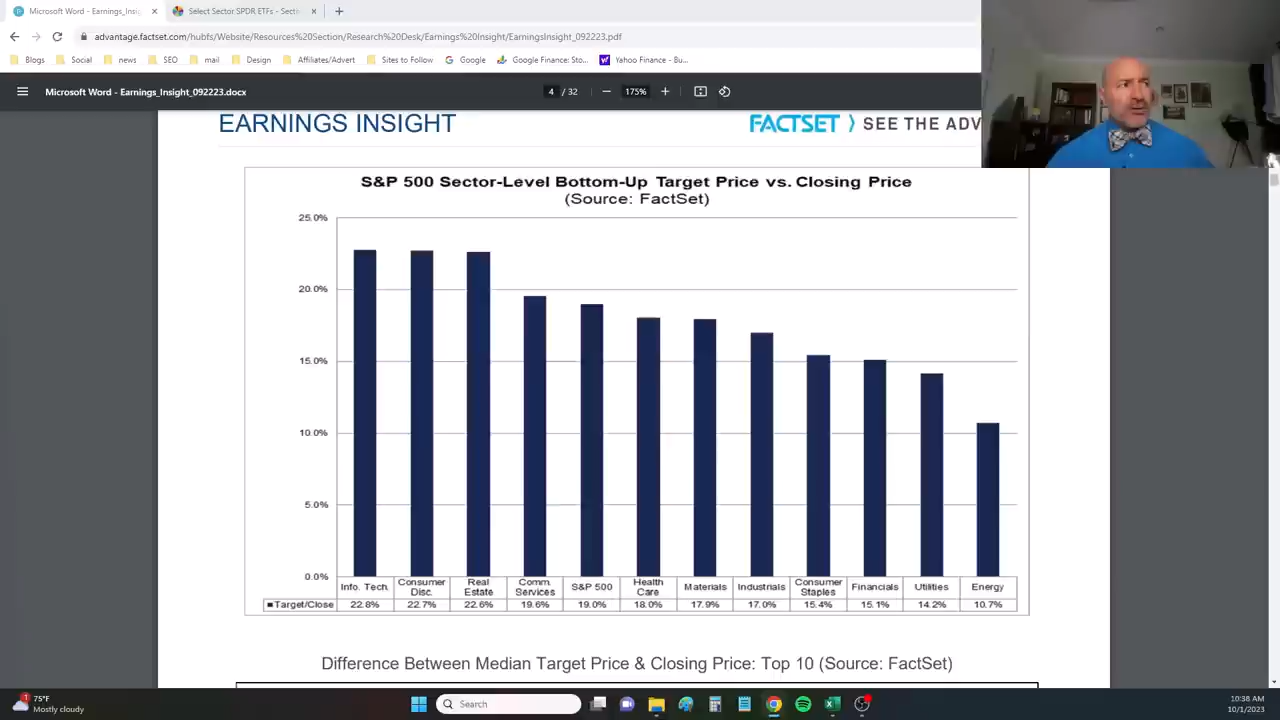 Microsoft Word - Earnings_Insig
Select Sector SPDR ETFs - Secti
advantage.factset.com/hubfs/Website/Resources%20Section/Research%20Desk/Earnings%20Insight/EarningsInsight_092223.pdf
Blogs Social news SEO mail Design Affiliates/Advert Sites to Follow Google Google Finance: Sto... Yahoo Finance - Bu...
Microsoft Word - Earnings_Insight_092223.docx 4 / 32 175%
EARNINGS INSIGHT FACTSET SEE THE ADV
S&P 500 Sector-Level Bottom-Up Target Price vs. Closing Price
(Source: FactSet)
25.0%
20.0%
15.0%
10.0%
5.0%
0.0%
Info. Tech. Consumer Disc. Real Estate Comm. Services S&P 500 Health Care Materials Industrials Consumer Staples Financials Utilities Energy
Target/Close 22.8% 22.7% 22.6% 19.6% 19.0% 18.0% 17.9% 17.0% 15.4% 15.1% 14.2% 10.7%
Difference Between Median Target Price & Closing Price: Top 10 (Source: FactSet)
1
75°F
Mostly cloudy
Search
10:38 AM
10/1/2023